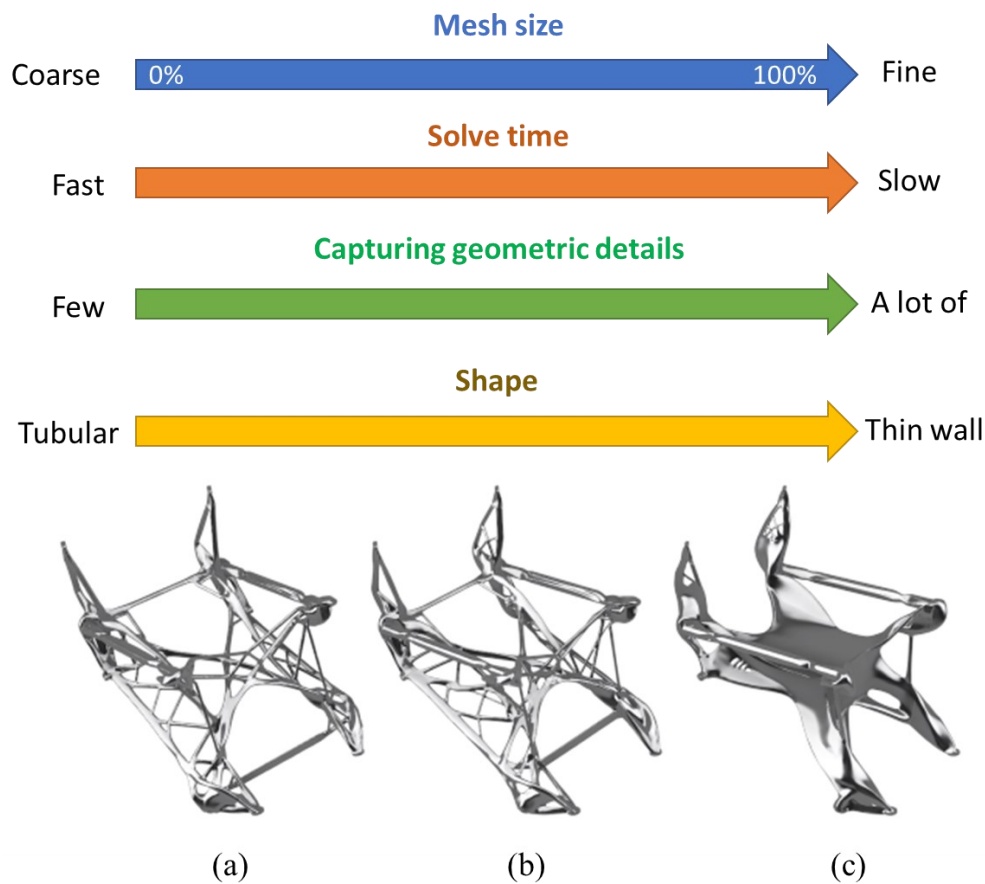 Mesh size
Coarse 0% 100% Fine
Solve time
Fast Slow
Capturing geometric details
Few A lot of
Shape
Tubular Thin wall
(a) (b) (c)